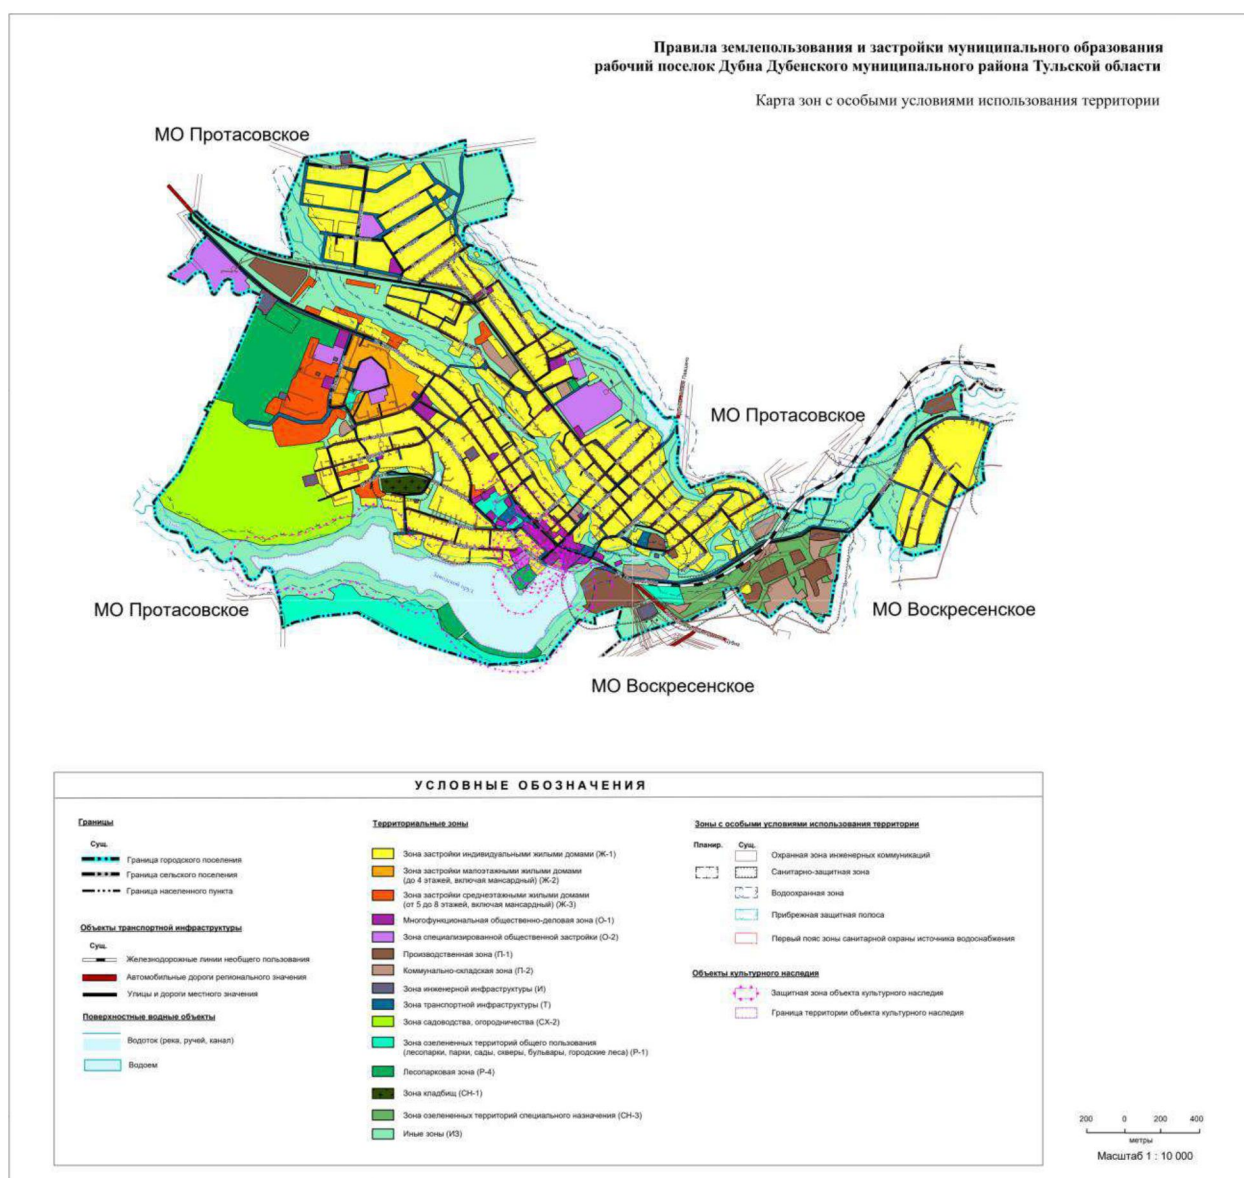 Правила землепользования и застройки муниципального образования
рабочий поселок Дубна Дубенского муниципального района Тульской области
Карта зон с особыми условиями использования территории
МО Протасовское
МО Протасовское
МО Протасовское
МО Воскресенское
МО Воскресенское
УСЛОВНЫЕ ОБОЗНАЧЕНИЯ
Границы
Сущ.
Граница городского поселения
Граница сельского поселения
Граница населенного пункта
Объекты транспортной инфраструктуры
Сущ.
Железнодорожные линии необщего пользования
Автомобильные дороги регионального значения
Улицы и дороги местного значения
Поверхностные водные объекты
Водоток (река, ручей, канал)
Водоем
Территориальные зоны
Зона застройки индивидуальными жилыми домами (Ж-1)
Зона застройки малоэтажными жилыми домами
(до 4 этажей, включая мансардный) (Ж-2)
Зона застройки среднеэтажными жилыми домами
(от 5 до 8 этажей, включая мансардный) (Ж-3)
Многофункциональная общественно-деловая зона (О-1)
Зона специализированной общественной застройки (О-2)
Производственная зона (П-1)
Коммунально-складская зона (П-2)
Зона инженерной инфраструктуры (И)
Зона транспортной инфраструктуры (Т)
Зона садоводства, огородничества (СХ-2)
Зона озелененных территорий общего пользования
(лесопарки, парки, сады, скверы, бульвары, городские леса) (Р-1)
Лесопарковая зона (Р-4)
Зона кладбищ (СН-1)
Зона озелененных территорий специального назначения (СН-3)
Иные зоны (ИЗ)
Зоны с особыми условиями использования территории
Планир. Сущ.
Охранная зона инженерных коммуникаций
Санитарно-защитная зона
Водоохранная зона
Прибрежная защитная полоса
Первый пояс зоны санитарной охраны источника водоснабжения
Объекты культурного наследия
Защитная зона объекта культурного наследия
Граница территории объекта культурного наследия
200 0 200 400
метры
Масштаб 1 : 10 000